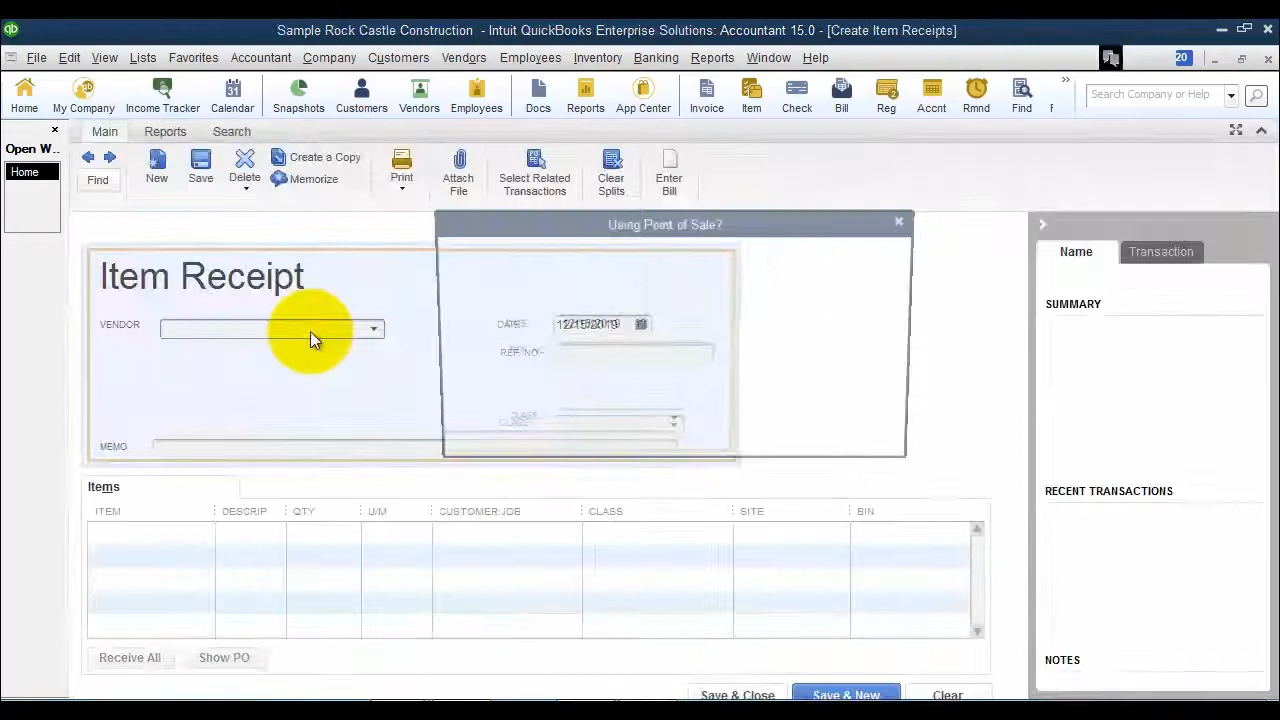 Sample Rock Castle Construction - Intuit QuickBooks Enterprise Solutions: Accountant 15.0 - [Create Item Receipts]
File Edit View Lists Favorites Accountant Company Customers Vendors Employees Inventory Banking Reports Window Help 20
Home My Company Income Tracker Calendar Snapshots Customers Vendors Employees Docs Reports App Center Invoice Item Check Bill Reg Accnt Rmnd Find F Search Company or Help
Open W..
Home
Main Reports Search
Find
New Save Delete
Create a Copy
Memorize
Print
Attach File
Select Related Transactions
Clear Splits
Enter Bill
Using Point of Sale?
Item Receipt
VENDOR
DATE 12/15/2019
REF. NO.
CLASS
MEMO
Items
ITEM DESCRIP QTY U/M CUSTOMER:JOB CLASS SITE BIN
Receive All Show PO
Save & Close Save & New Clear
Name Transaction
SUMMARY
RECENT TRANSACTIONS
NOTES